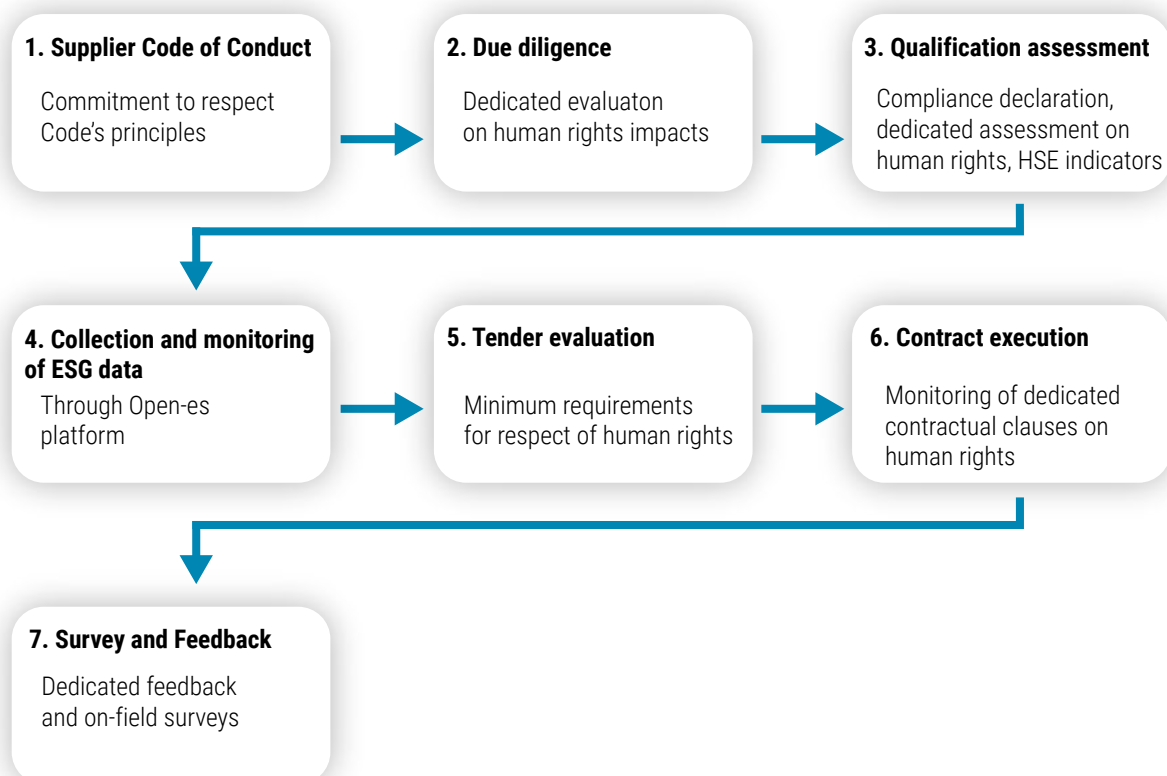 1. Supplier Code of Conduct
Commitment to respect
Code's principles
2. Due diligence
Dedicated evaluaton
on human rights impacts
3. Qualification assessment
Compliance declaration,
dedicated assessment on
human rights, HSE indicators
4. Collection and monitoring
of ESG data
Through Open-es
platform
5. Tender evaluation
Minimum requirements
for respect of human rights
6. Contract execution
Monitoring of dedicated
contractual clauses on
human rights
7. Survey and Feedback
Dedicated feedback
and on-field surveys